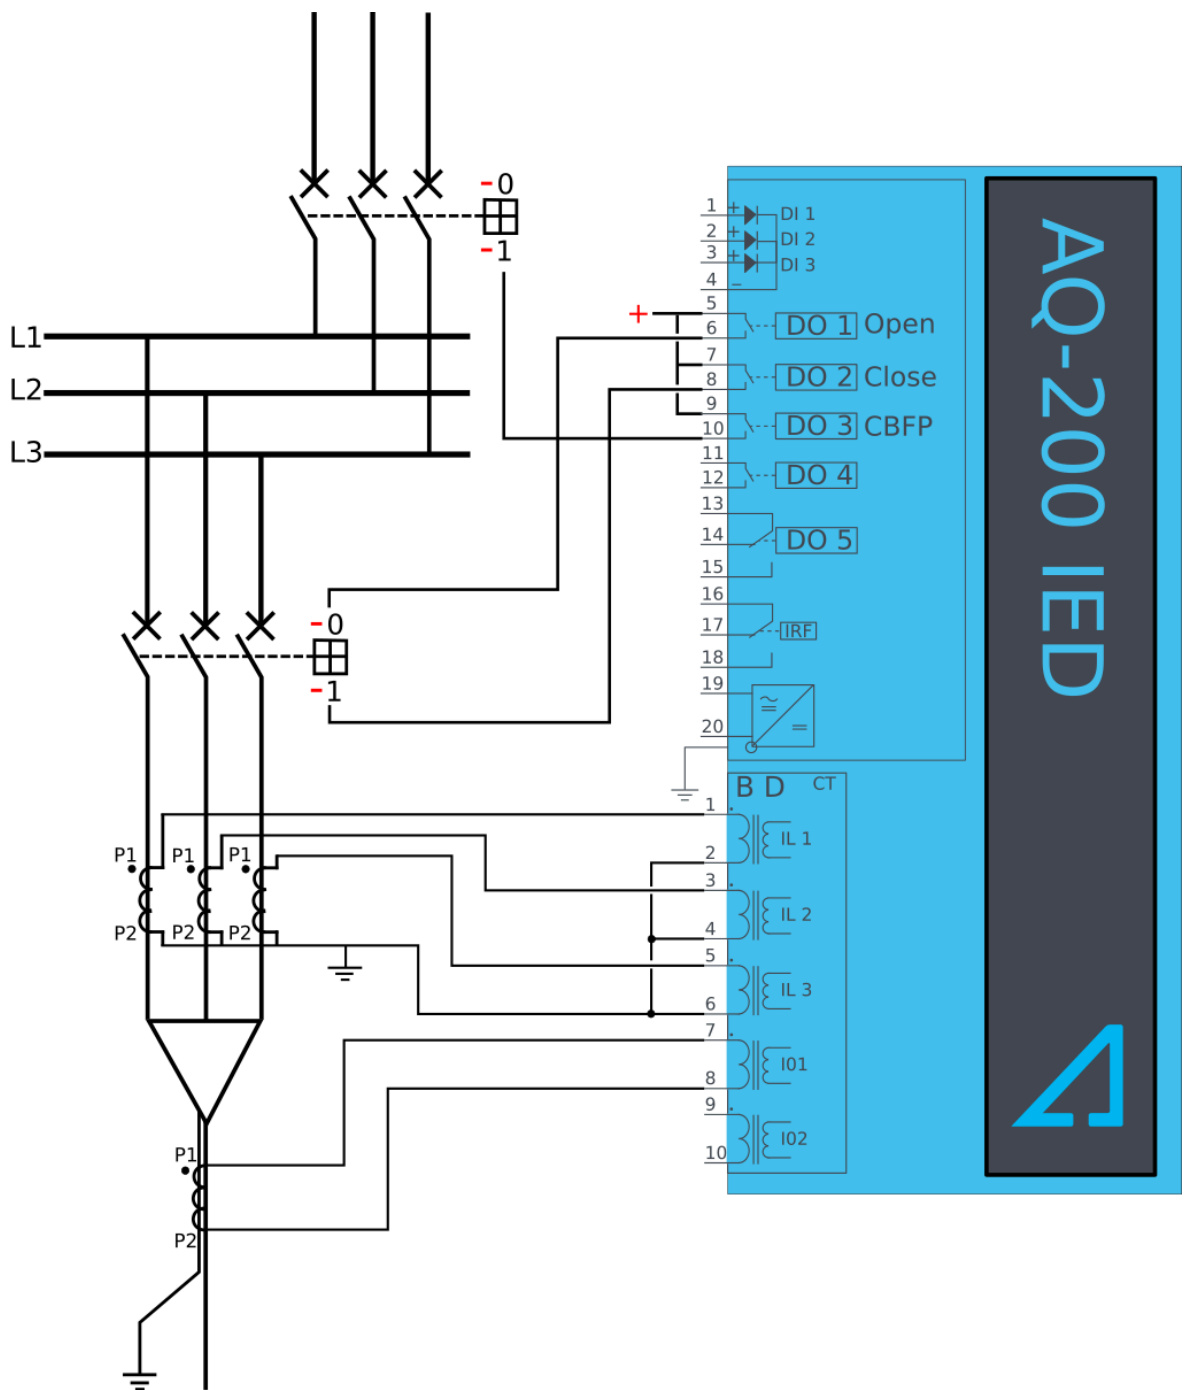 -0
-1
L1
L2
L3
-0
-1
P1 P1 P1
P2 P2 P2
P1
P2
+
1 + DI 1
2 + DI 2
3 + DI 3
4 −
5
6 DO 1 Open
7
8 DO 2 Close
9
10 DO 3 CBFP
11
12 DO 4
13
14 DO 5
15
16
17 IRF
18
19
20
B D CT
1
IL 1
2
3
IL 2
4
5
IL 3
6
7
I01
8
9
I02
10
AQ-200 IED